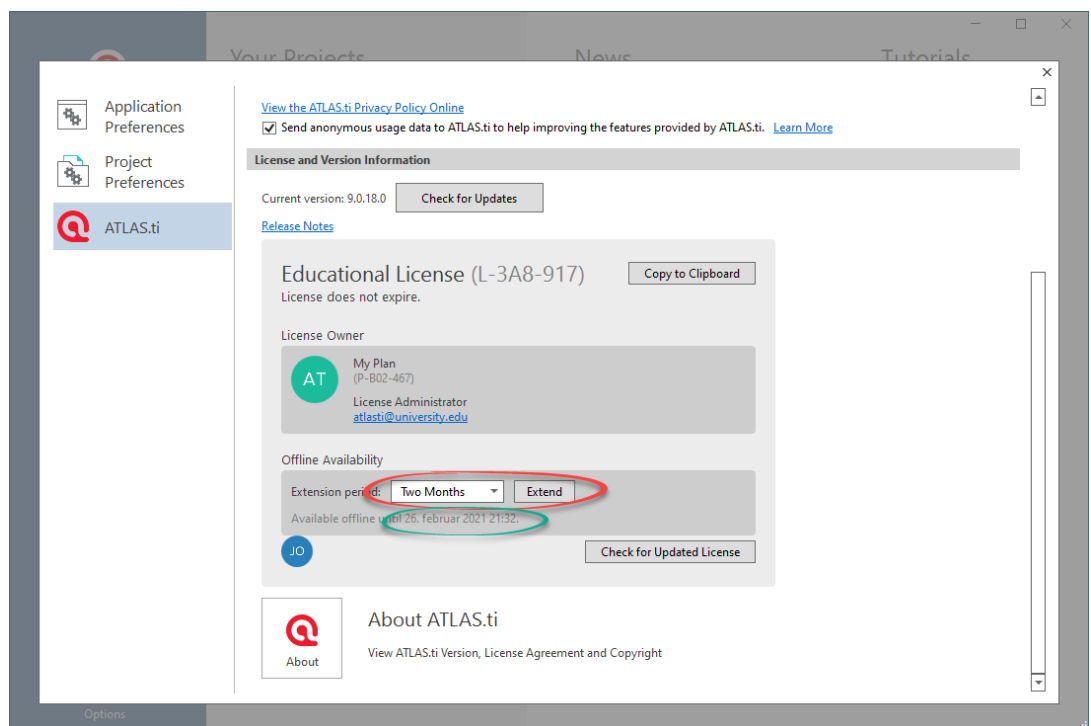 Your Projects
News
Tutorials
Application
Preferences
Project
Preferences
ATLAS.ti
View the ATLAS.ti Privacy Policy Online
Send anonymous usage data to ATLAS.ti to help improving the features provided by ATLAS.ti. Learn More
License and Version Information
Current version: 9.0.18.0 Check for Updates
Release Notes
Educational License (L-3A8-917) Copy to Clipboard
License does not expire.
License Owner
AT
My Plan
(P-B02-467)
License Administrator
atlasti@university.edu
Offline Availability
Extension period: Two Months Extend
Available offline until 26. februar 2021 21:32.
JO
Check for Updated License
About
About ATLAS.ti
View ATLAS.ti Version, License Agreement and Copyright
Options